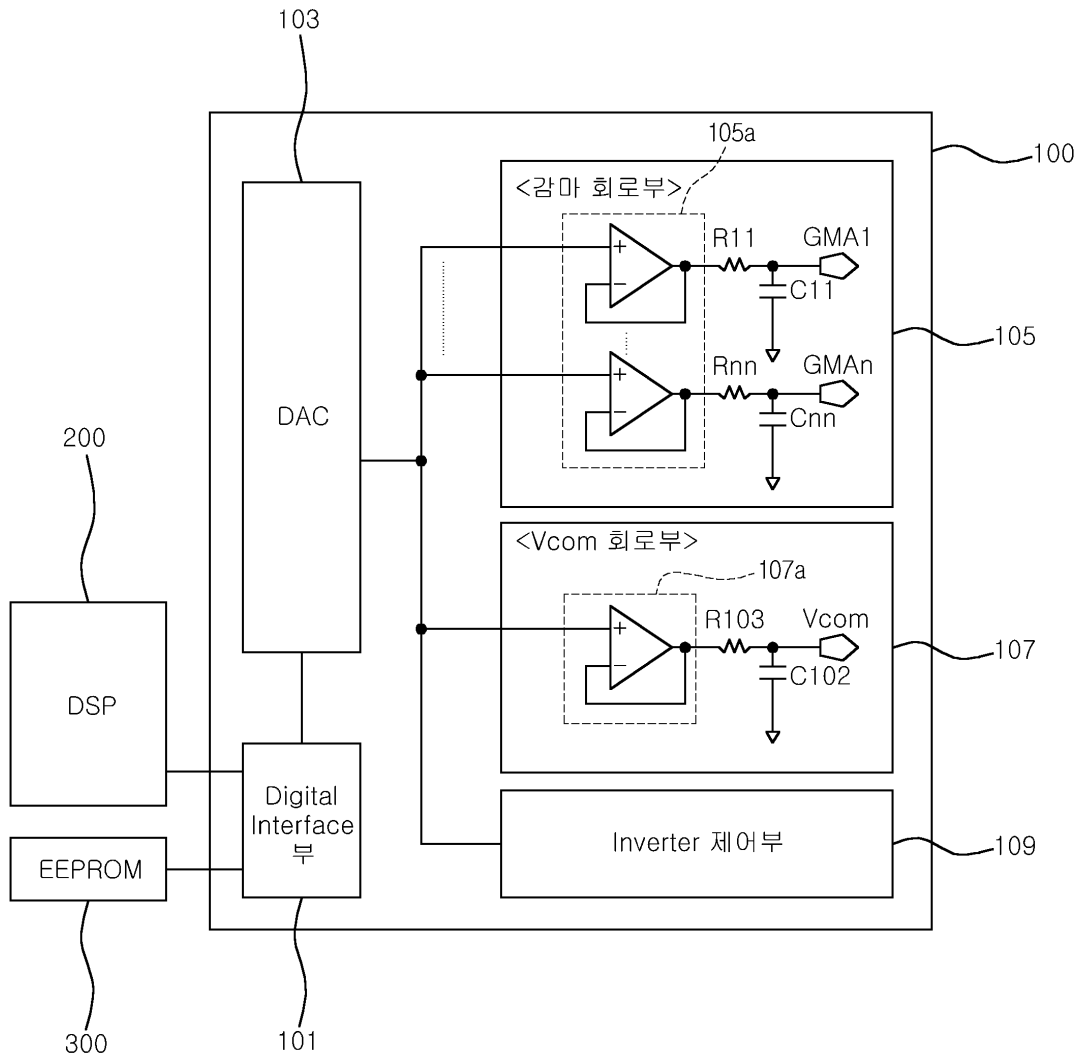 103
105a
100
<감마 회로부>
R11
GMA1
+
−
C11
105
Rnn
GMAn
+
−
Cnn
DAC
200
<Vcom 회로부>
107a
R103
Vcom
+
−
C102
107
DSP
Digital
Interface
부
Inverter 제어부
109
EEPROM
300
101